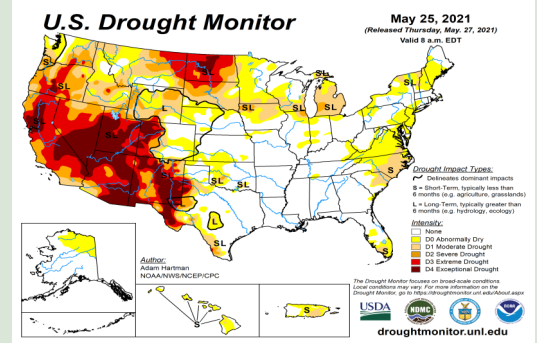 U.S. Drought Monitor
May 25, 2021
(Released Thursday, May. 27, 2021)
Valid 8 a.m. EDT
S
SL
SL
SL
L
SL
SL
SL
SL
S
S
SL
SL
SL
L
SL
S
Drought Impact Types:
Delineates dominant impacts
S = Short-Term, typically less than
6 months (e.g. agriculture, grasslands)
L = Long-Term, typically greater than
6 months (e.g. hydrology, ecology)
Intensity:
None
D0 Abnormally Dry
D1 Moderate Drought
D2 Severe Drought
D3 Extreme Drought
D4 Exceptional Drought
Author:
Adam Hartman
NOAA/NWS/NCEP/CPC
S
S
The Drought Monitor focuses on broad-scale conditions.
Local conditions may vary. For more information on the
Drought Monitor, go to https://droughtmonitor.unl.edu/About.aspx
USDA
NDMC
droughtmonitor.unl.edu